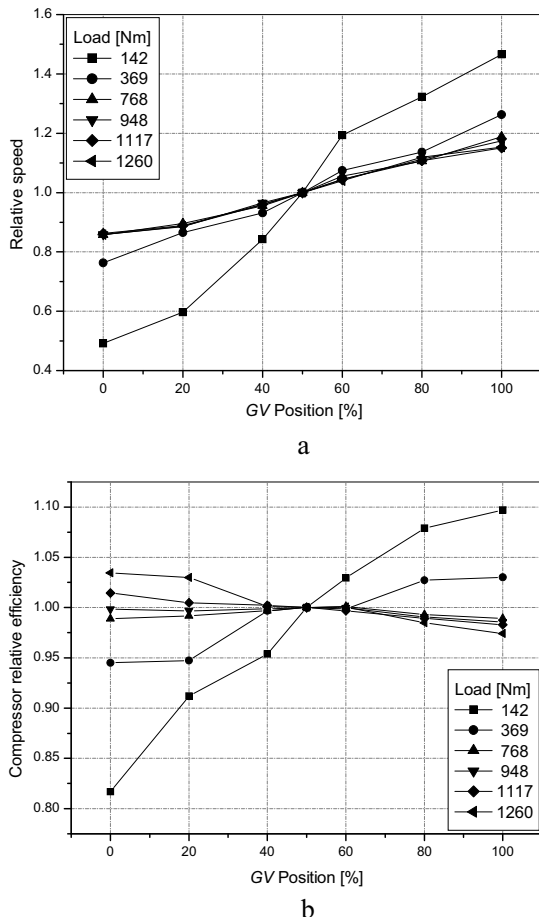 1.6
1.4
1.2
1.0
0.8
0.6
0.4
Relative speed
Load [Nm]
142
369
768
948
1117
1260
0 20 40 60 80 100
GV Position [%]
a
1.10
1.05
1.00
0.95
0.90
0.85
0.80
Compressor relative efficiency
Load [Nm]
142
369
768
948
1117
1260
0 20 40 60 80 100
GV Position [%]
b